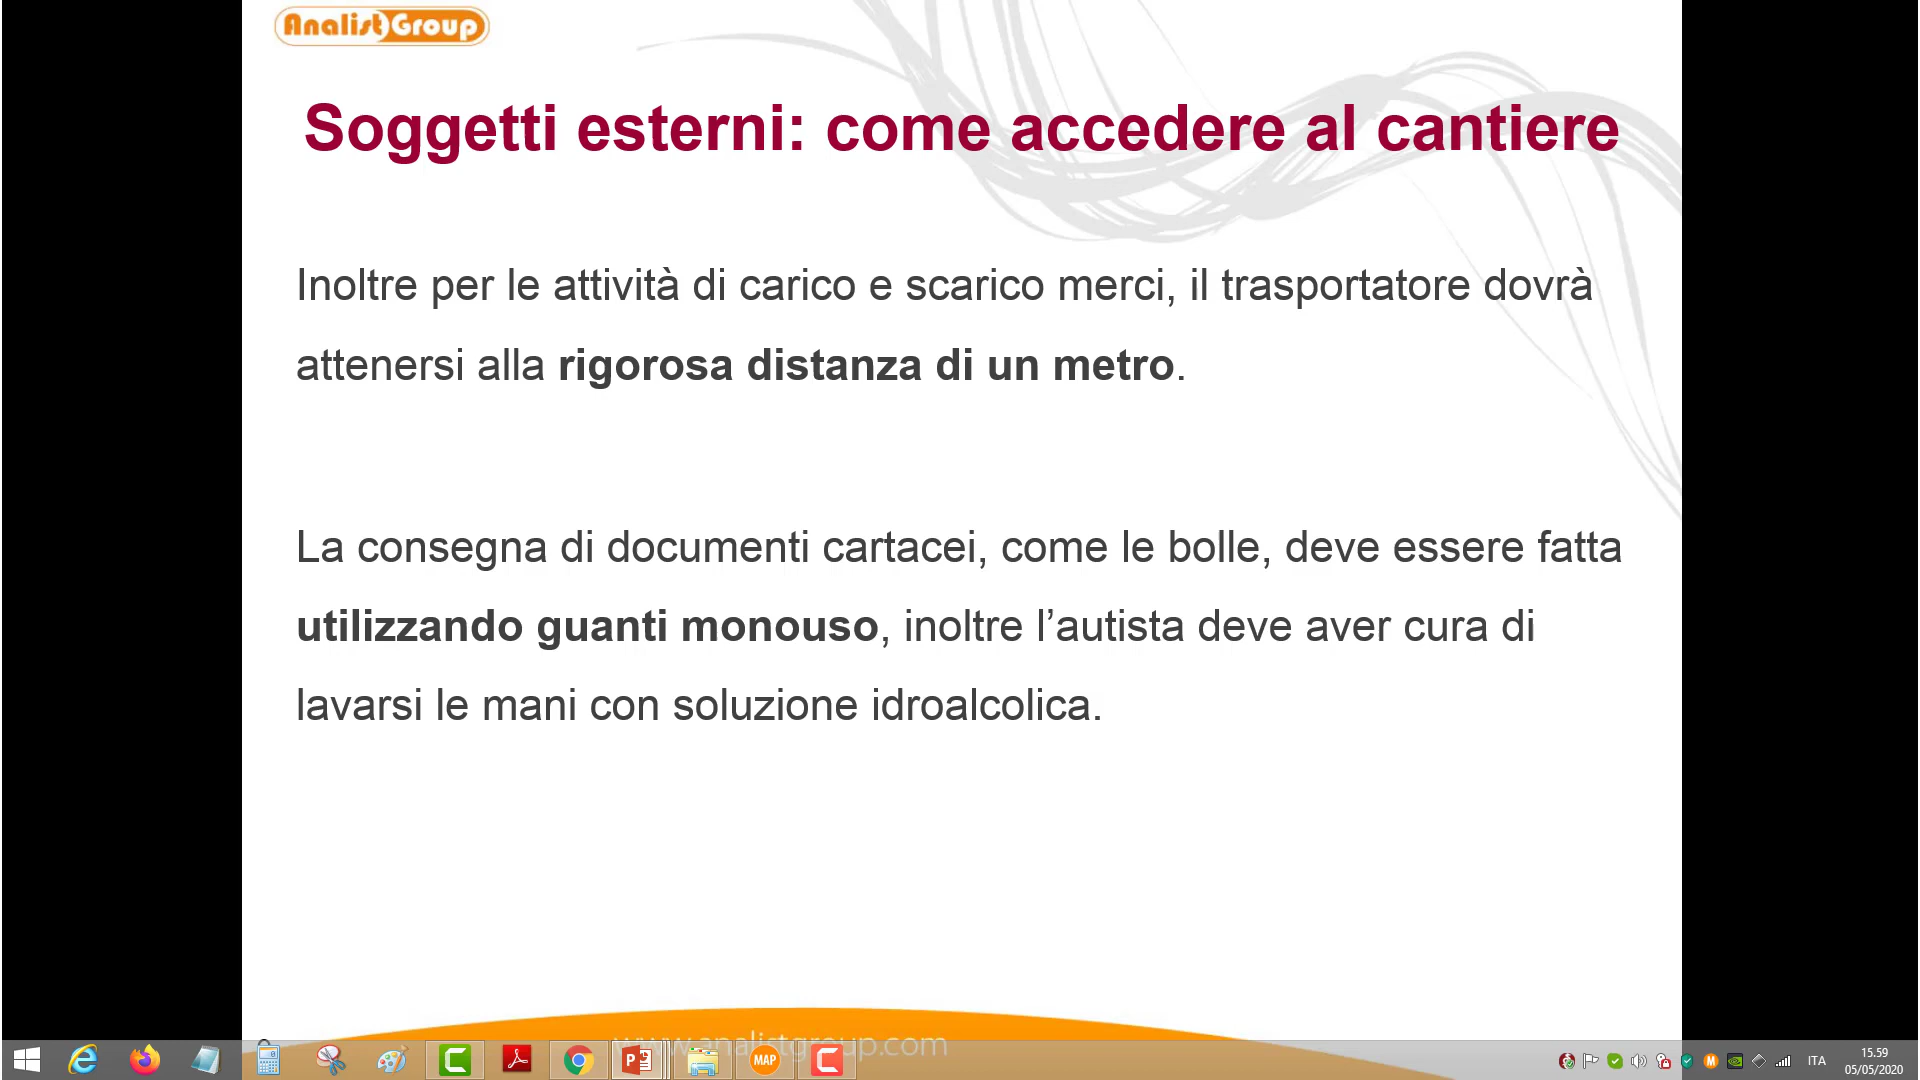 AnalistGroup
Soggetti esterni: come accedere al cantiere
Inoltre per le attività di carico e scarico merci, il trasportatore dovrà
attenersi alla rigorosa distanza di un metro.
La consegna di documenti cartacei, come le bolle, deve essere fatta
utilizzando guanti monouso, inoltre l’autista deve aver cura di
lavarsi le mani con soluzione idroalcolica.
www.analistgroup.com
MAP
ITA
15.59
05/05/2020